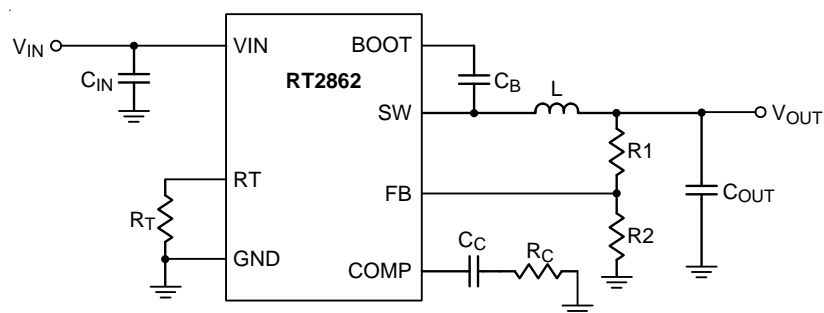 VIN
VIN
BOOT
RT2862
CIN
CB
L
SW
VOUT
R1
RT
FB
COUT
RT
R2
GND
CC
RC
COMP